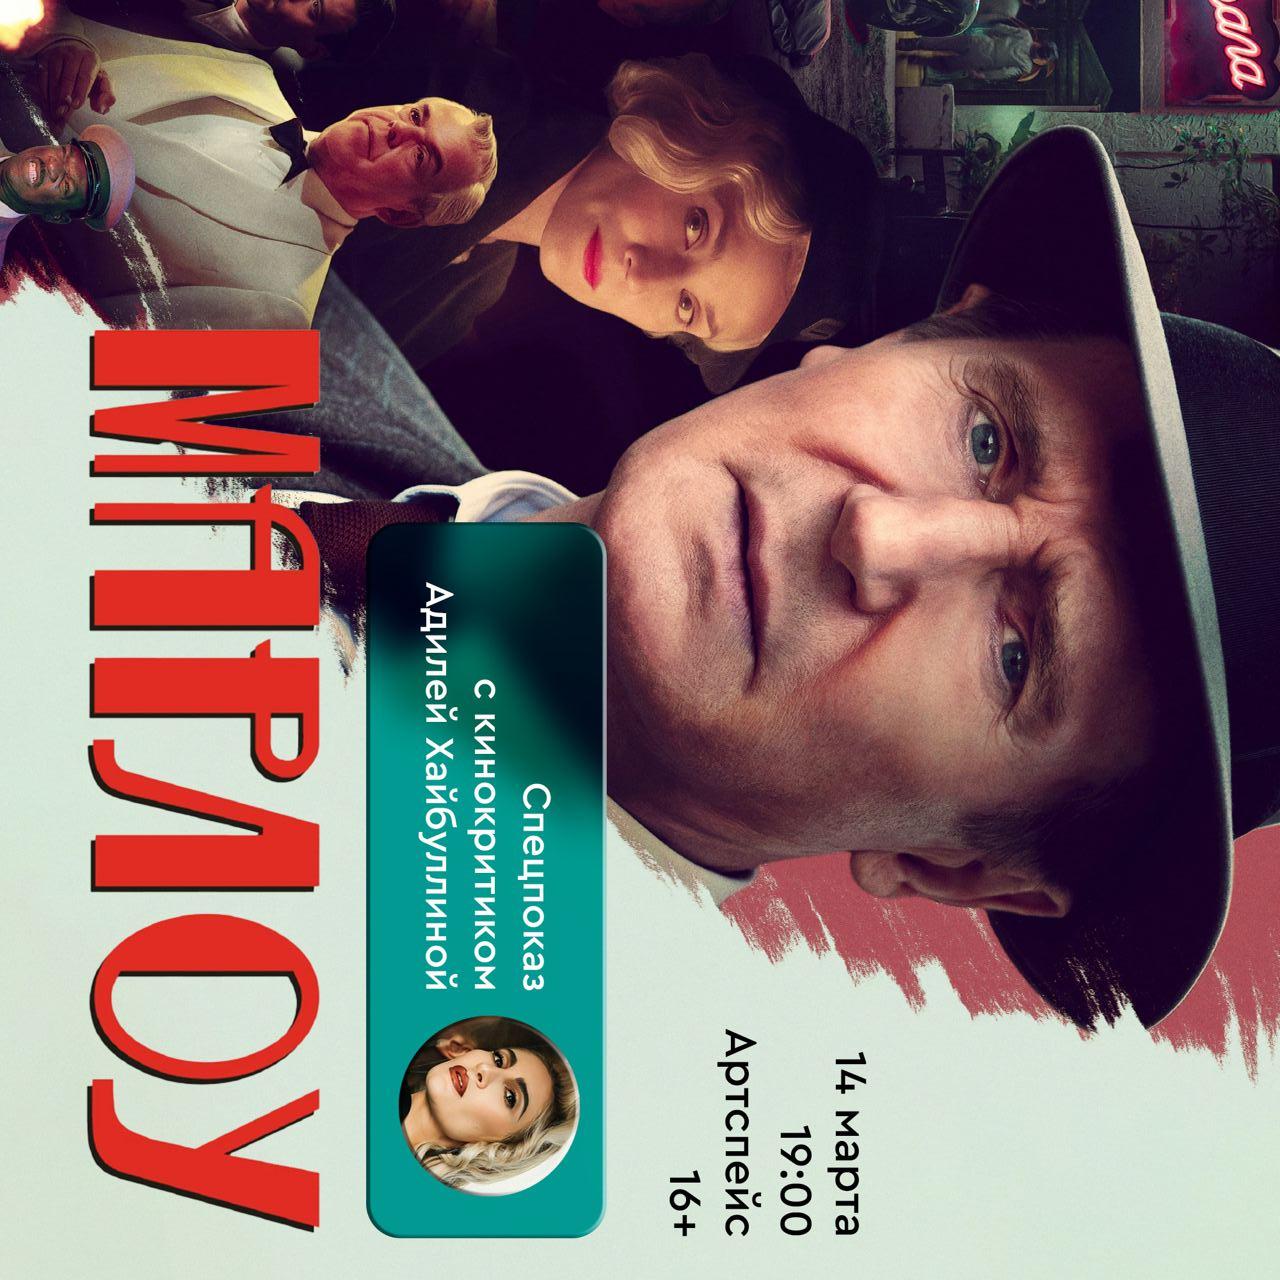 14 марта
19:00
Артспейс
16+
Спецпоказ
с кинокритиком
Адилей Хайбуллиной
МАРЛОУ